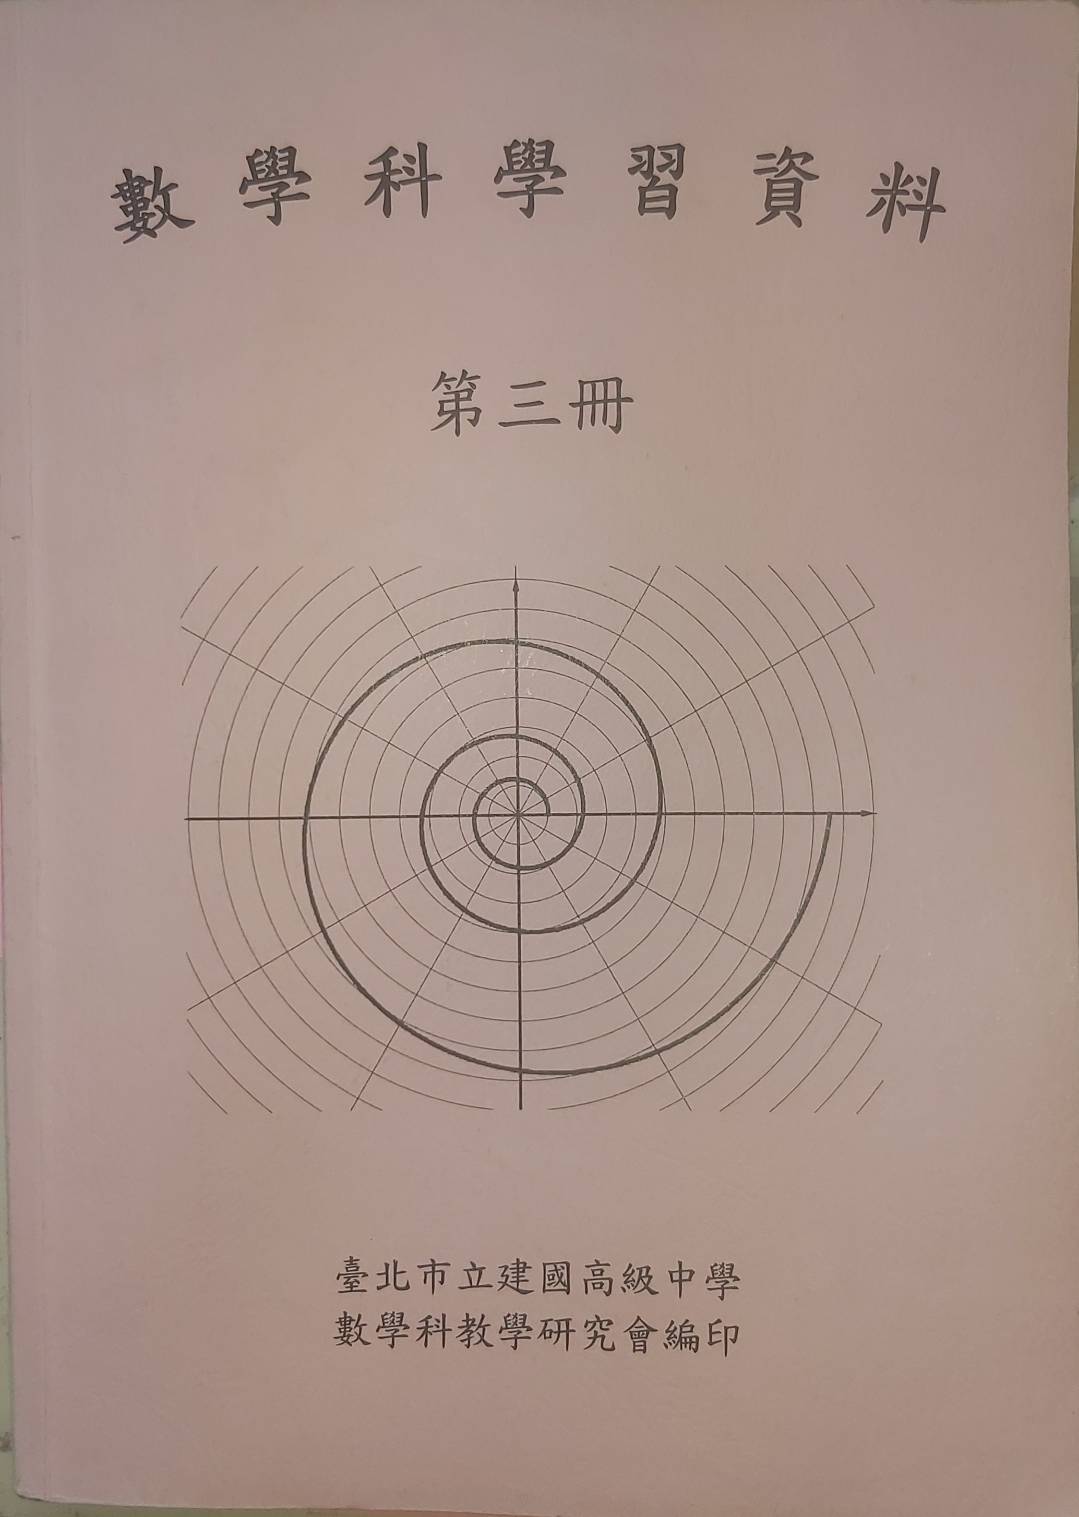 數學科學習資料
第三冊
臺北市立建國高級中學
數學科教學研究會編印